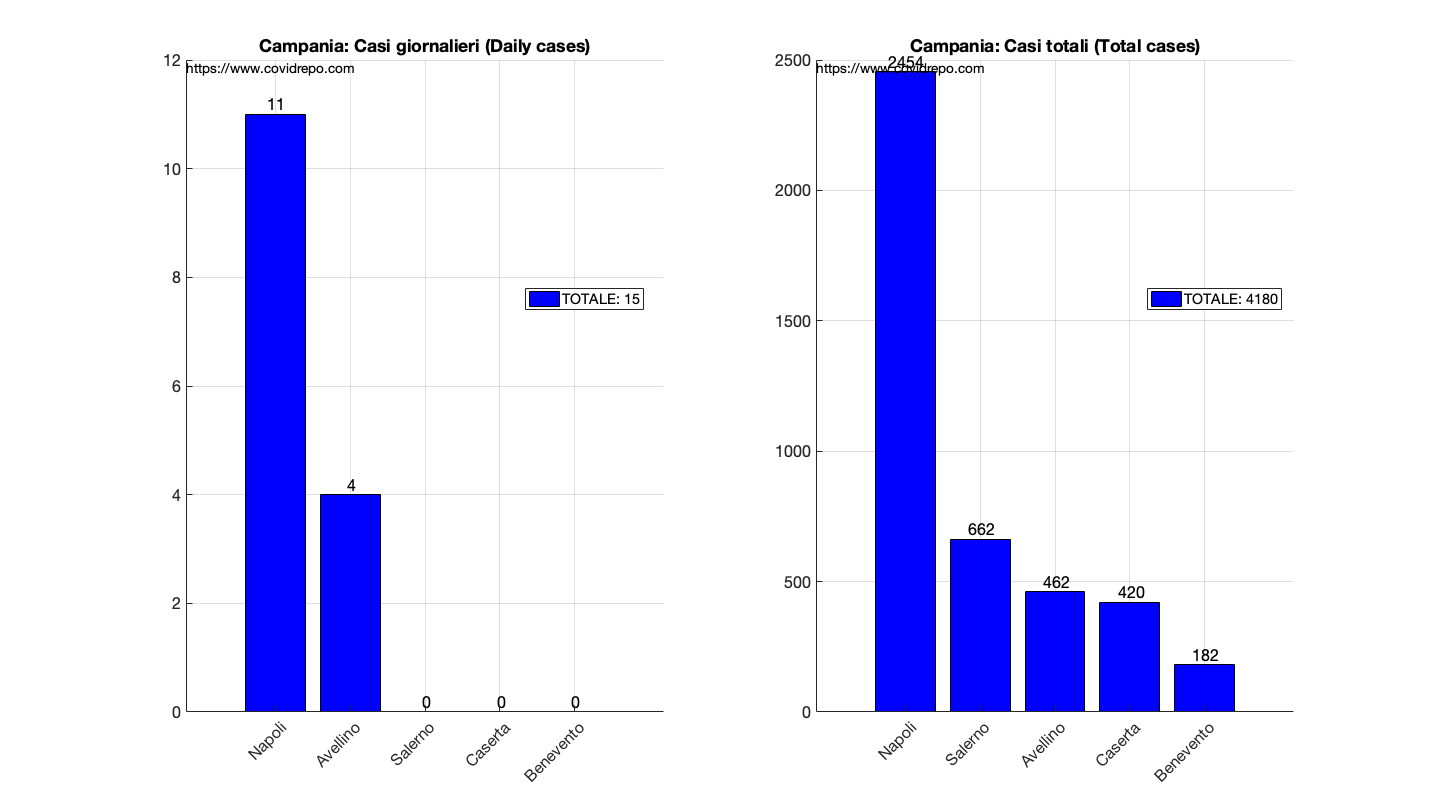 Campania: Casi giornalieri (Daily cases)
https://www.covidrepo.com
12
10
8
6
4
2
0
11
4
0
0
0
TOTALE: 15
Napoli
Avellino
Salerno
Caserta
Benevento
Campania: Casi totali (Total cases)
https://www.covidrepo.com
2500
2000
1500
1000
500
0
2454
662
462
420
182
TOTALE: 4180
Napoli
Salerno
Avellino
Caserta
Benevento